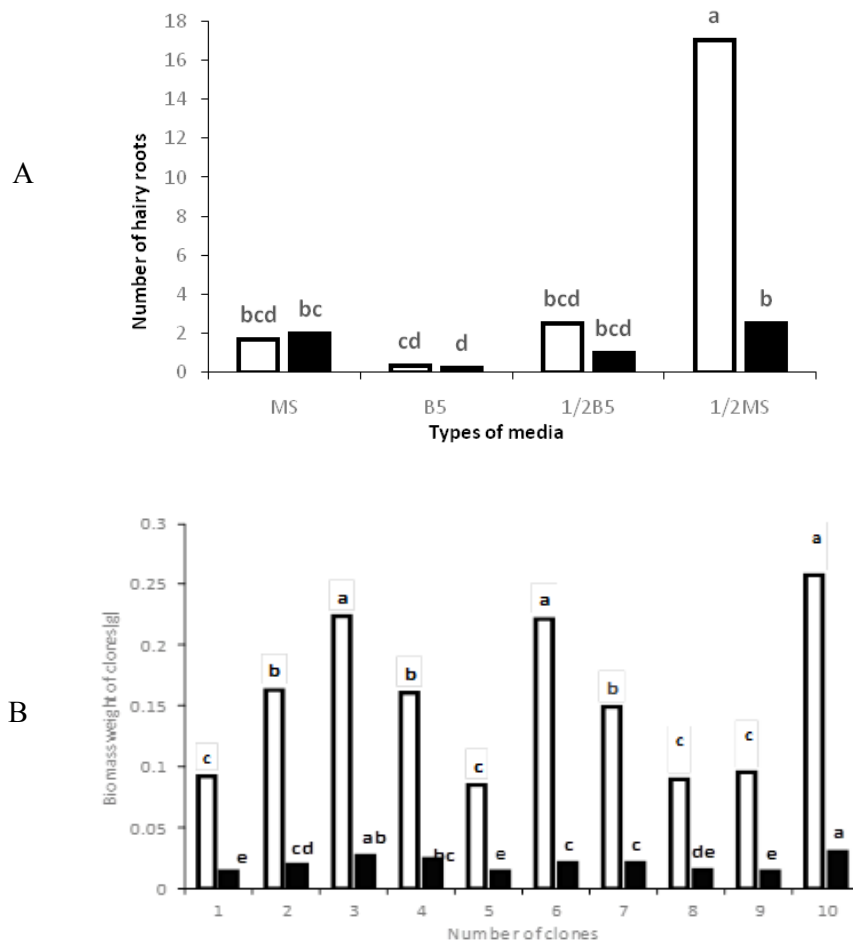 A
Number of hairy roots
18
16
14
12
10
8
6
4
2
0
bcd bc cd d bcd bcd a b
MS B5 1/2B5 1/2MS
Types of media
B
Biomass weight of clones|g|
0.3
0.25
0.2
0.15
0.1
0.05
0
c e b cd a ab b bc c e a c b c c de c e a a
1 2 3 4 5 6 7 8 9 10
Number of clones